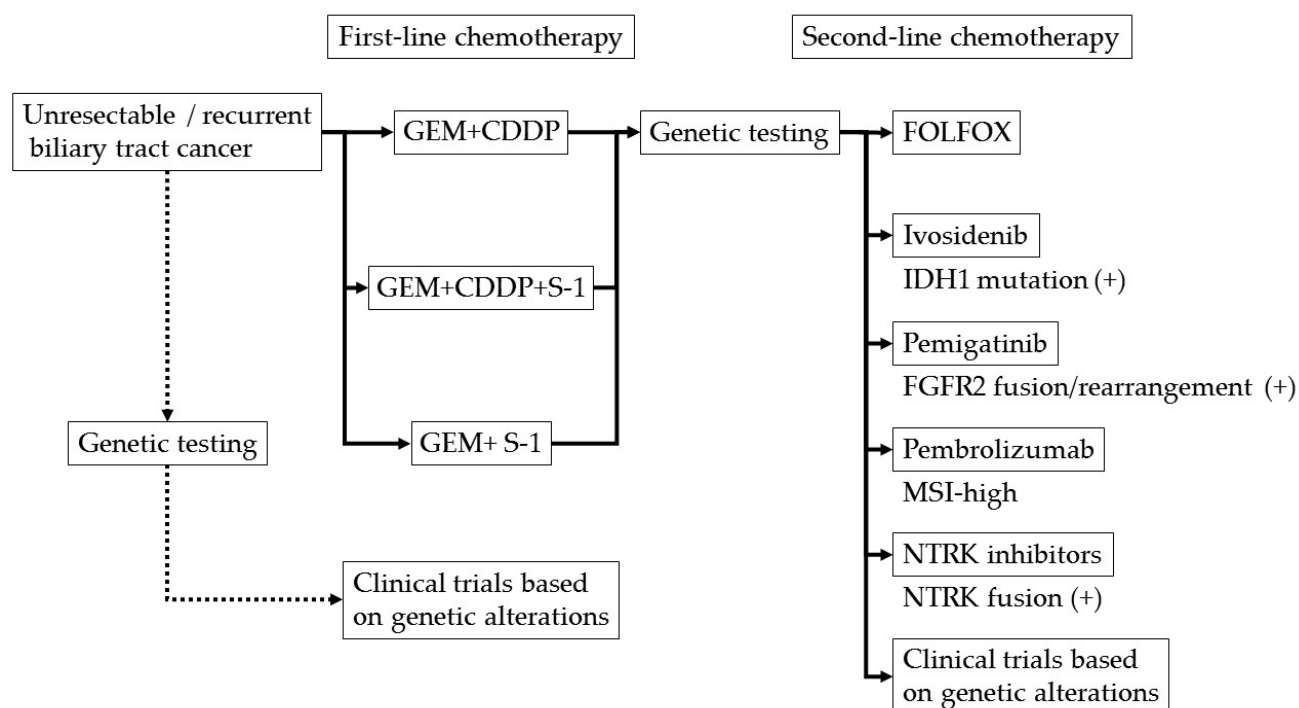 First-line chemotherapy
Second-line chemotherapy
Unresectable / recurrent
biliary tract cancer
GEM+CDDP
Genetic testing
FOLFOX
Ivosidenib
IDH1 mutation (+)
GEM+CDDP+S-1
Pemigatinib
FGFR2 fusion/rearrangement (+)
Genetic testing
GEM+ S-1
Pembrolizumab
MSI-high
NTRK inhibitors
NTRK fusion (+)
Clinical trials based
on genetic alterations
Clinical trials based
on genetic alterations